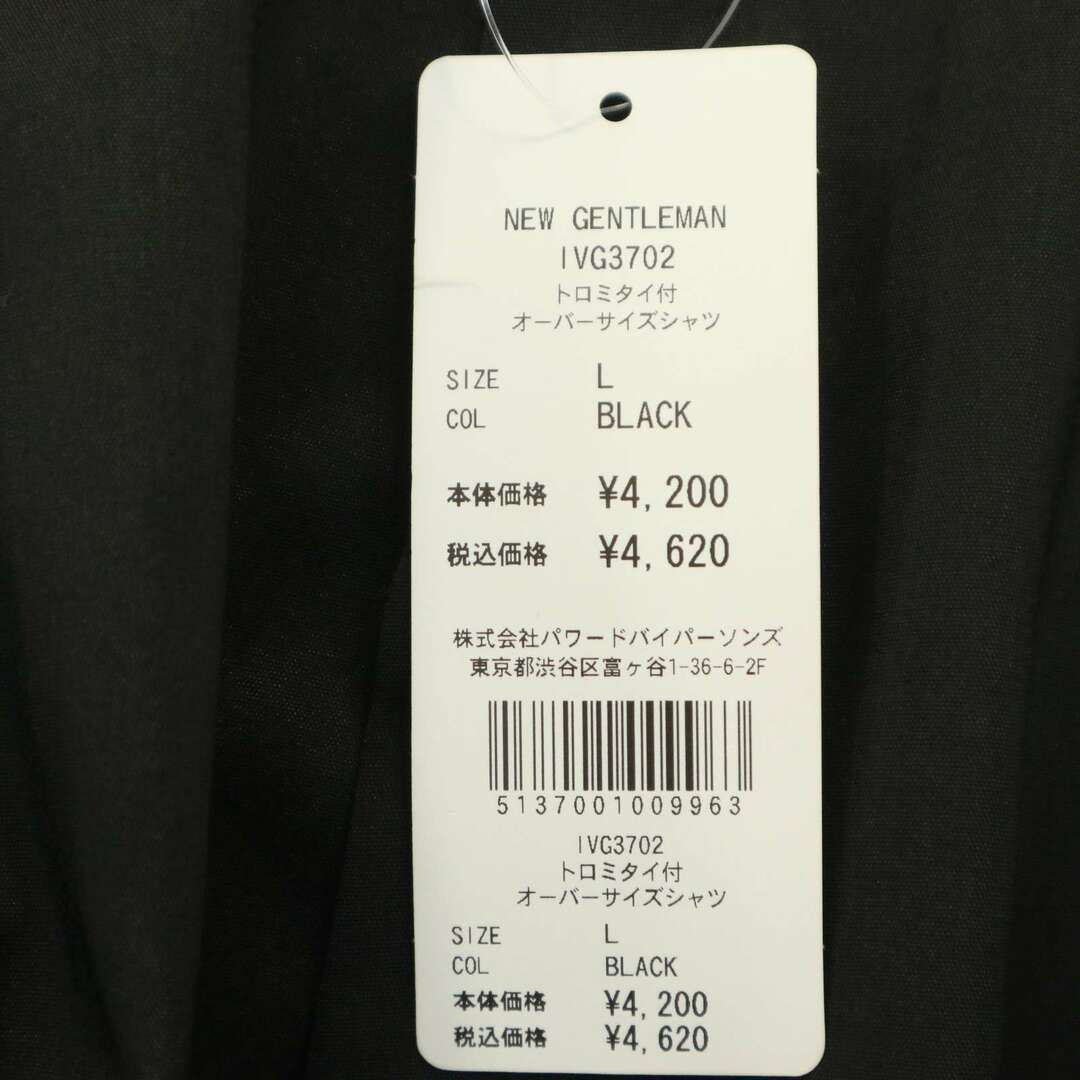 NEW GENTLEMAN
IVG3702
トロミタイ付
オーバーサイズシャツ
SIZE L
COL BLACK
本体価格 ¥4,200
税込価格 ¥4,620
株式会社パワードバイパーソンズ
東京都渋谷区富ヶ谷1-36-6-2F
5137001009963
IVG3702
トロミタイ付
オーバーサイズシャツ
SIZE L
COL BLACK
本体価格 ¥4,200
税込価格 ¥4,620